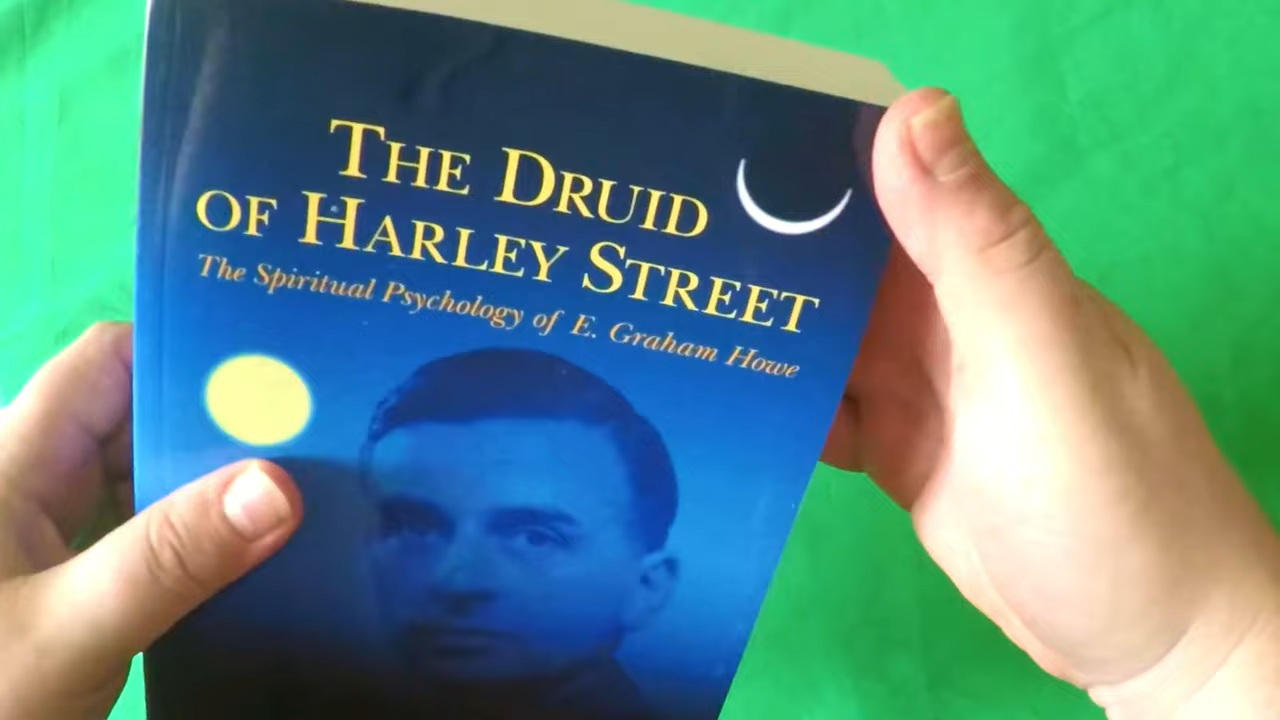 THE DRUID
OF HARLEY STREET
The Spiritual Psychology of E. Graham Howe